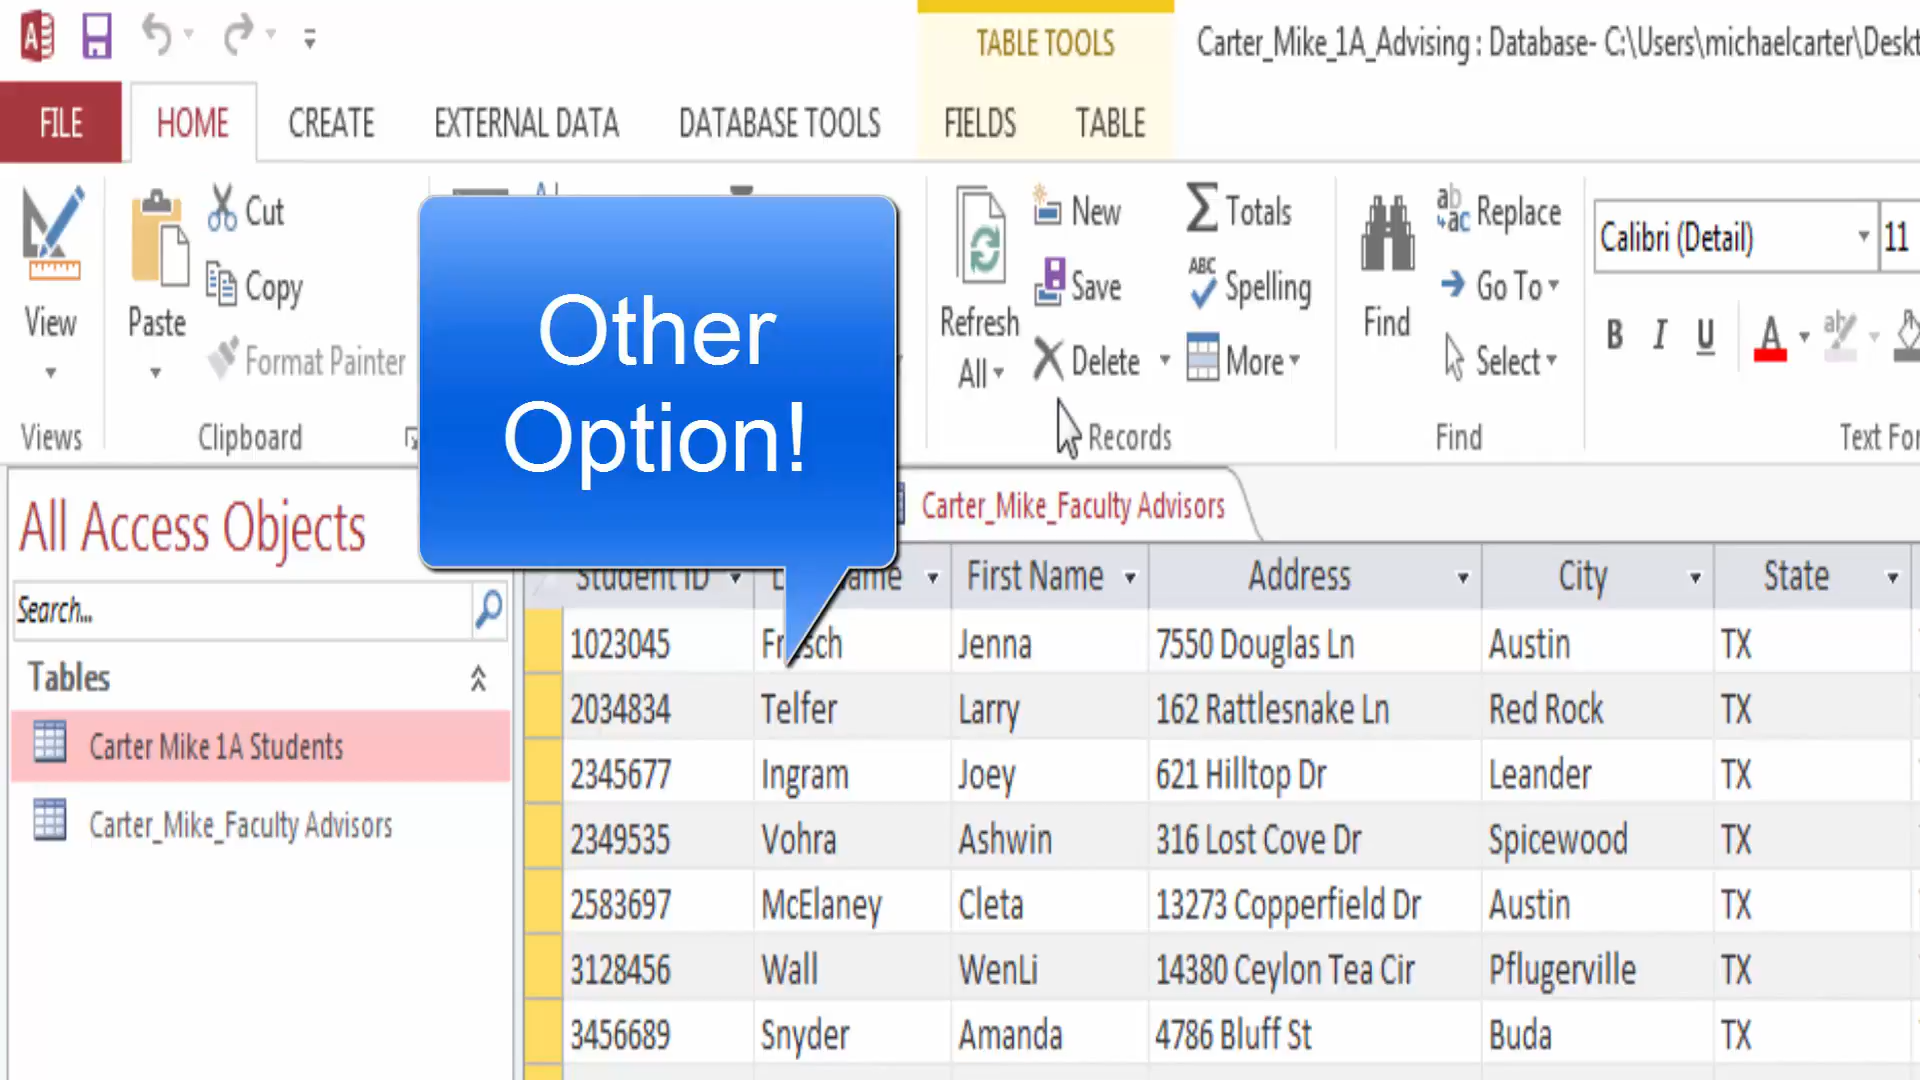 TABLE TOOLS
Carter_Mike_1A_Advising : Database- C:\Users\michaelcarter\Deskt
FILE
HOME
CREATE
EXTERNAL DATA
DATABASE TOOLS
FIELDS
TABLE
View
Views
Paste
Cut
Copy
Format Painter
Clipboard
Other
Option!
Refresh
All
New
Save
Delete
Totals
Spelling
More
Records
Find
Replace
Go To
Select
Find
Calibri (Detail)
11
B I U A
Text For
All Access Objects
Search...
Tables
Carter Mike 1A Students
Carter_Mike_Faculty Advisors
Carter_Mike_Faculty Advisors
Student ID First Name Address City State
1023045 Jenna 7550 Douglas Ln Austin TX
2034834 Telfer Larry 162 Rattlesnake Ln Red Rock TX
2345677 Ingram Joey 621 Hilltop Dr Leander TX
2349535 Vohra Ashwin 316 Lost Cove Dr Spicewood TX
2583697 McElaney Cleta 13273 Copperfield Dr Austin TX
3128456 Wall WenLi 14380 Ceylon Tea Cir Pflugerville TX
3456689 Snyder Amanda 4786 Bluff St Buda TX